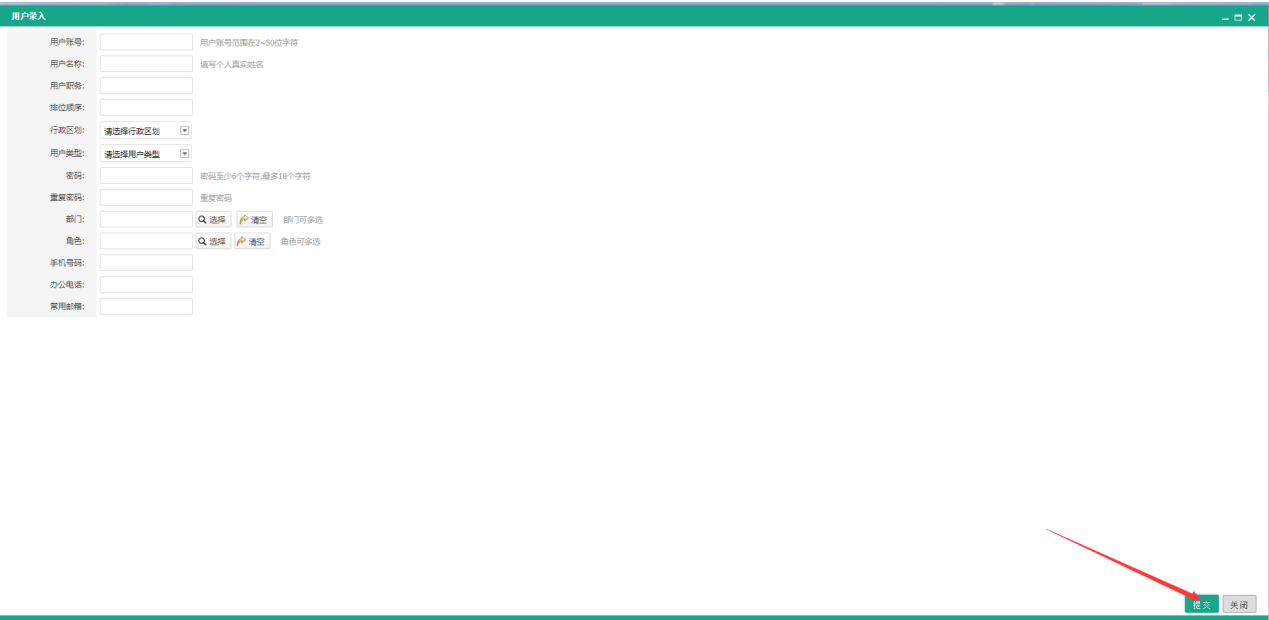 用户录入
用户账号: 用户账号范围在2~50位字符
用户名称: 填写个人真实姓名
用户职务:
排位顺序:
行政区划: 请选择行政区划
用户类型: 请选择用户类型
密码: 密码至少6个字符,最多18个字符
重复密码: 重复密码
部门: 选择 清空 部门可多选
角色: 选择 清空 角色可多选
手机号码:
办公电话:
常用邮箱:
提交 关闭